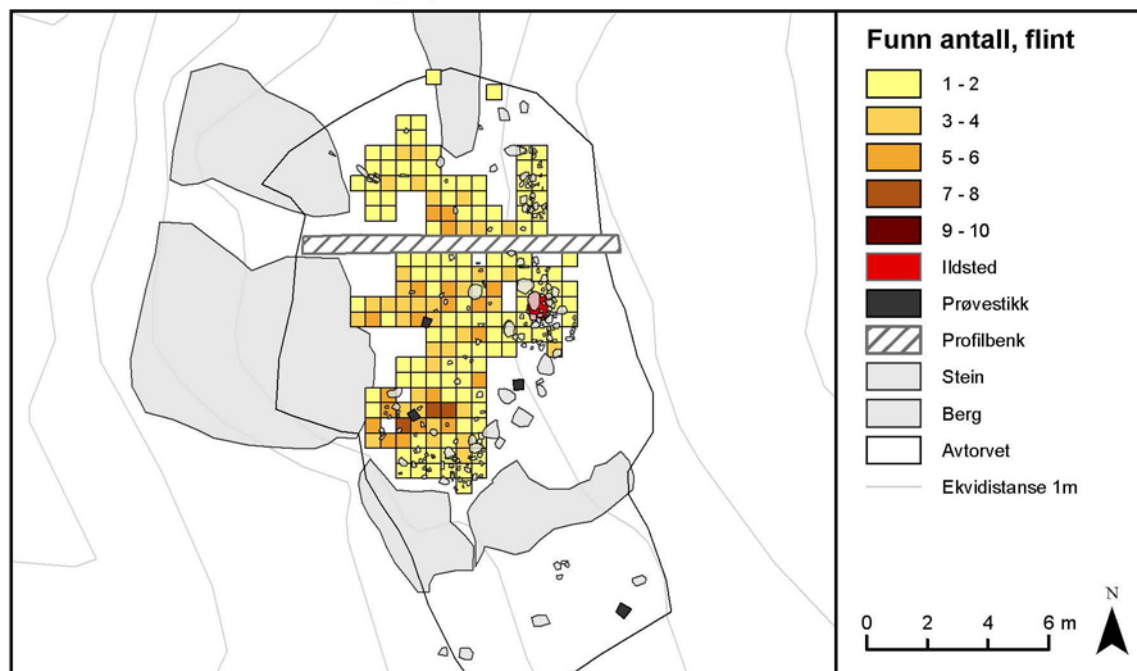 Funn antall, flint
1 - 2
3 - 4
5 - 6
7 - 8
9 - 10
Ildsted
Prøvestikk
Profilbenk
Stein
Berg
Avtorvet
Ekvidistanse 1m
N
0 2 4 6 m